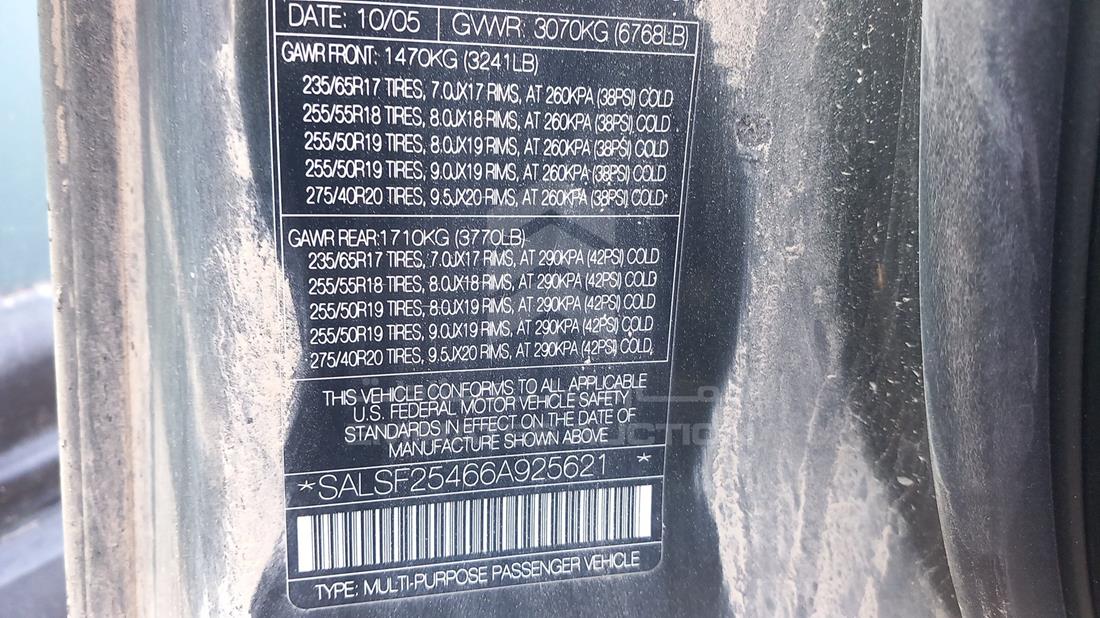 DATE: 10/05 GVWR: 3070KG (6768LB)
GAWR FRONT: 1470KG (3241LB)
235/65R17 TIRES, 7.0JX17 RIMS, AT 260KPA (38PSI) COLD
255/55R18 TIRES, 8.0JX18 RIMS, AT 260KPA (38PSI) COLD
255/50R19 TIRES, 8.0JX19 RIMS, AT 260KPA (38PSI) COLD
255/50R19 TIRES, 9.0JX19 RIMS, AT 260KPA (38PSI) COLD
275/40R20 TIRES, 9.5JX20 RIMS, AT 260KPA (38PSI) COLD
GAWR REAR: 1710KG (3770LB)
235/65R17 TIRES, 7.0JX17 RIMS, AT 290KPA (42PSI) COLD
255/55R18 TIRES, 8.0JX18 RIMS, AT 290KPA (42PSI) COLD
255/50R19 TIRES, 8.0JX19 RIMS, AT 290KPA (42PSI) COLD
255/50R19 TIRES, 9.0JX19 RIMS, AT 290KPA (42PSI) COLD
275/40R20 TIRES, 9.5JX20 RIMS, AT 290KPA (42PSI) COLD
THIS VEHICLE CONFORMS TO ALL APPLICABLE
U.S. FEDERAL MOTOR VEHICLE SAFETY
STANDARDS IN EFFECT ON THE DATE OF
MANUFACTURE SHOWN ABOVE
*SALSF25466A925621 *
TYPE: MULTI-PURPOSE PASSENGER VEHICLE